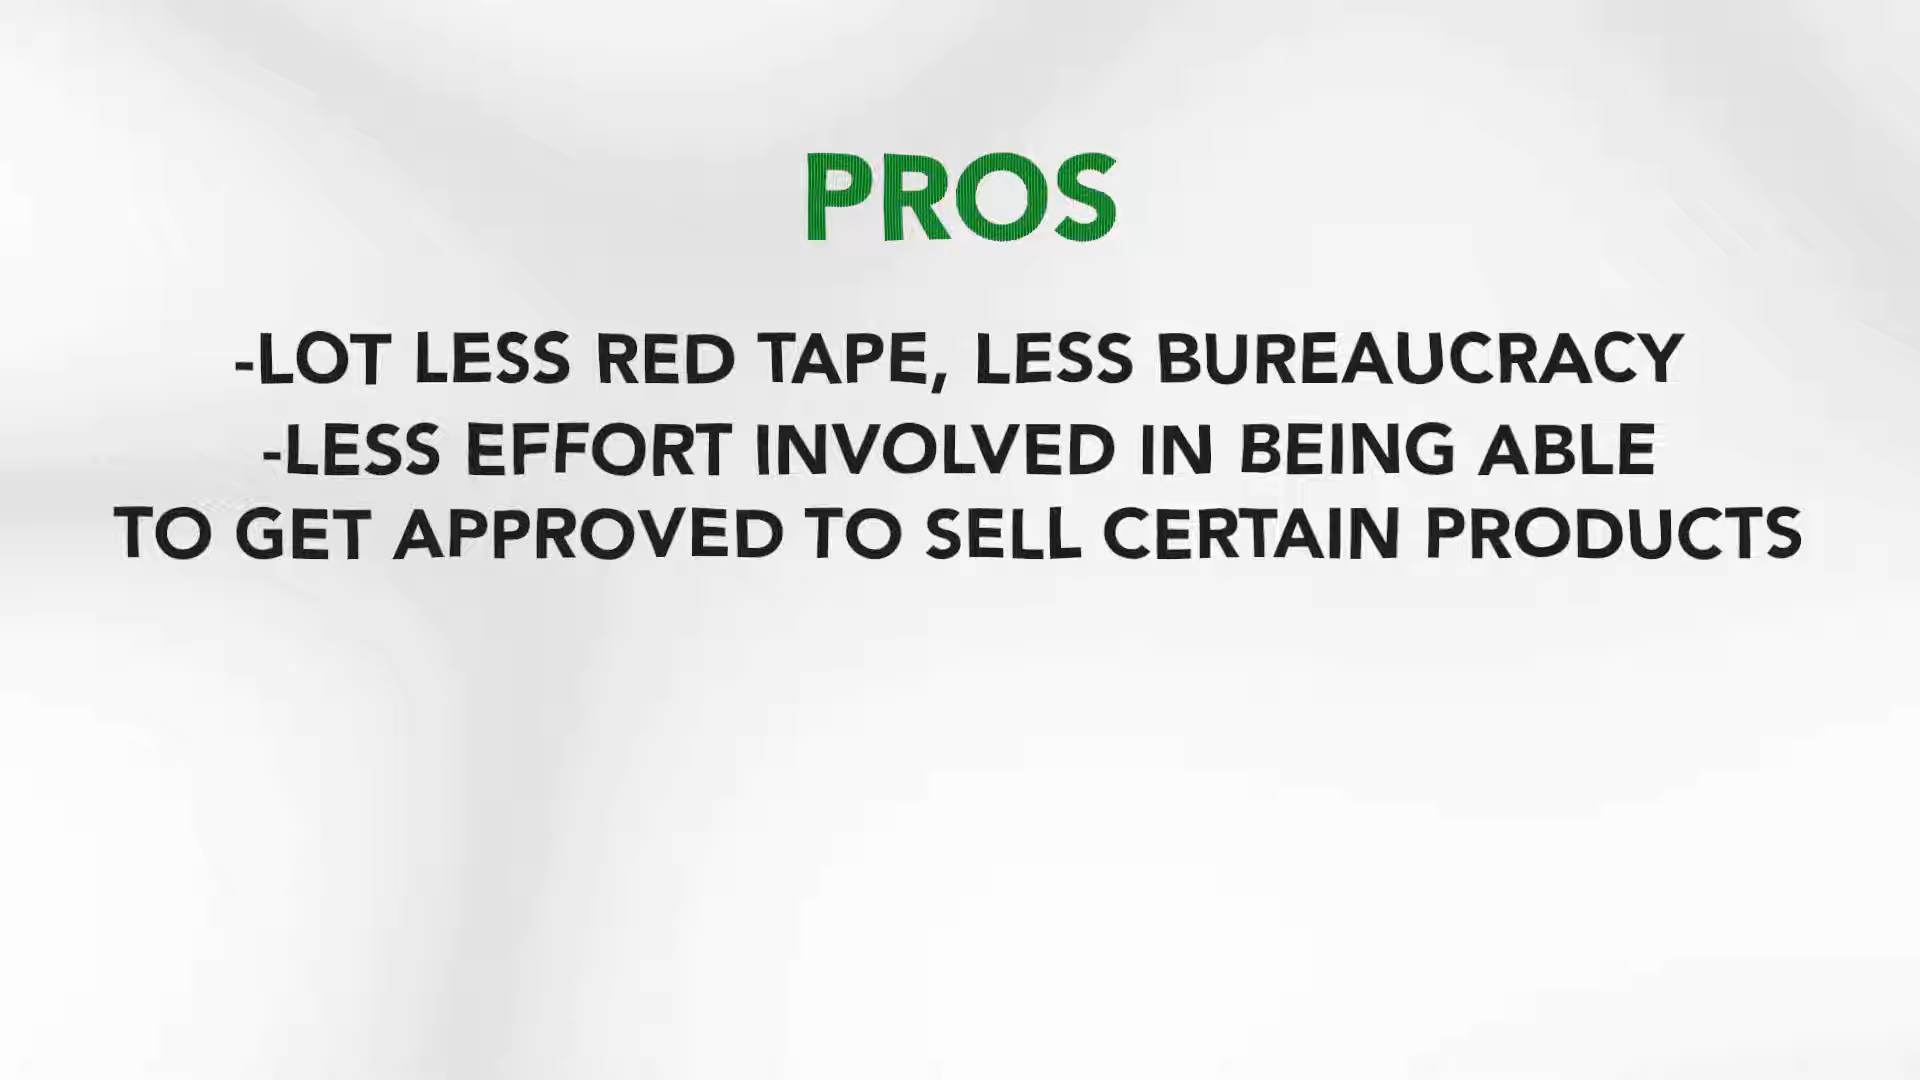 PROS
-LOT LESS RED TAPE, LESS BUREAUCRACY
-LESS EFFORT INVOLVED IN BEING ABLE
TO GET APPROVED TO SELL CERTAIN PRODUCTS